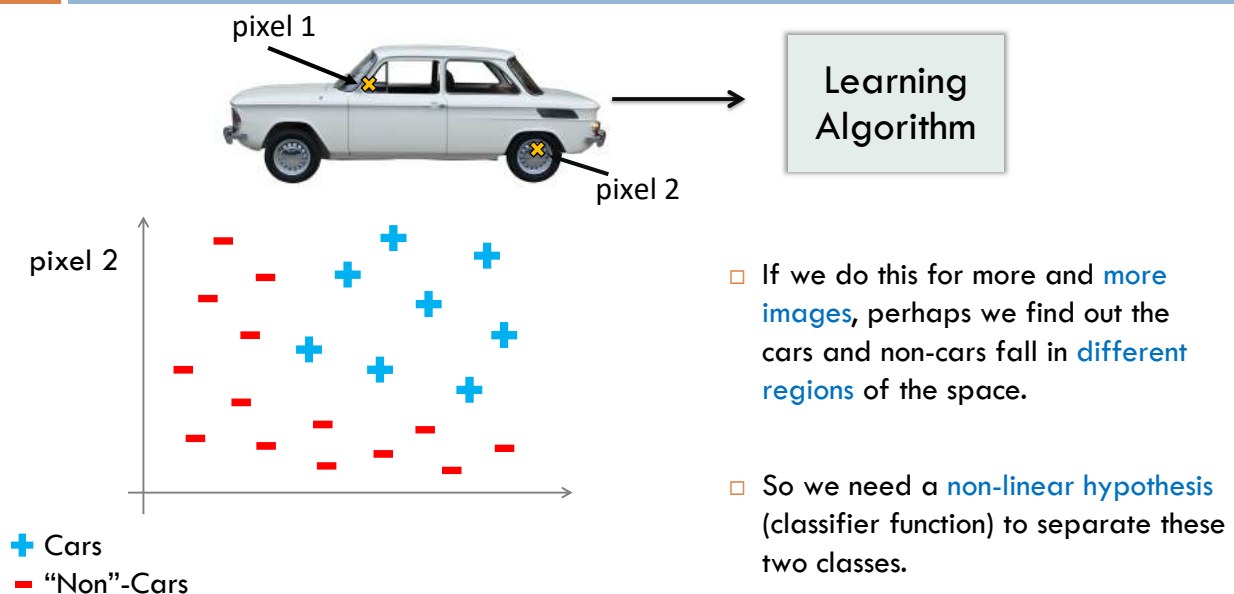 pixel 1
Learning
Algorithm
pixel 2
pixel 2
If we do this for more and more
images, perhaps we find out the
cars and non-cars fall in different
regions of the space.
So we need a non-linear hypothesis
(classifier function) to separate these
two classes.
Cars
“Non”-Cars